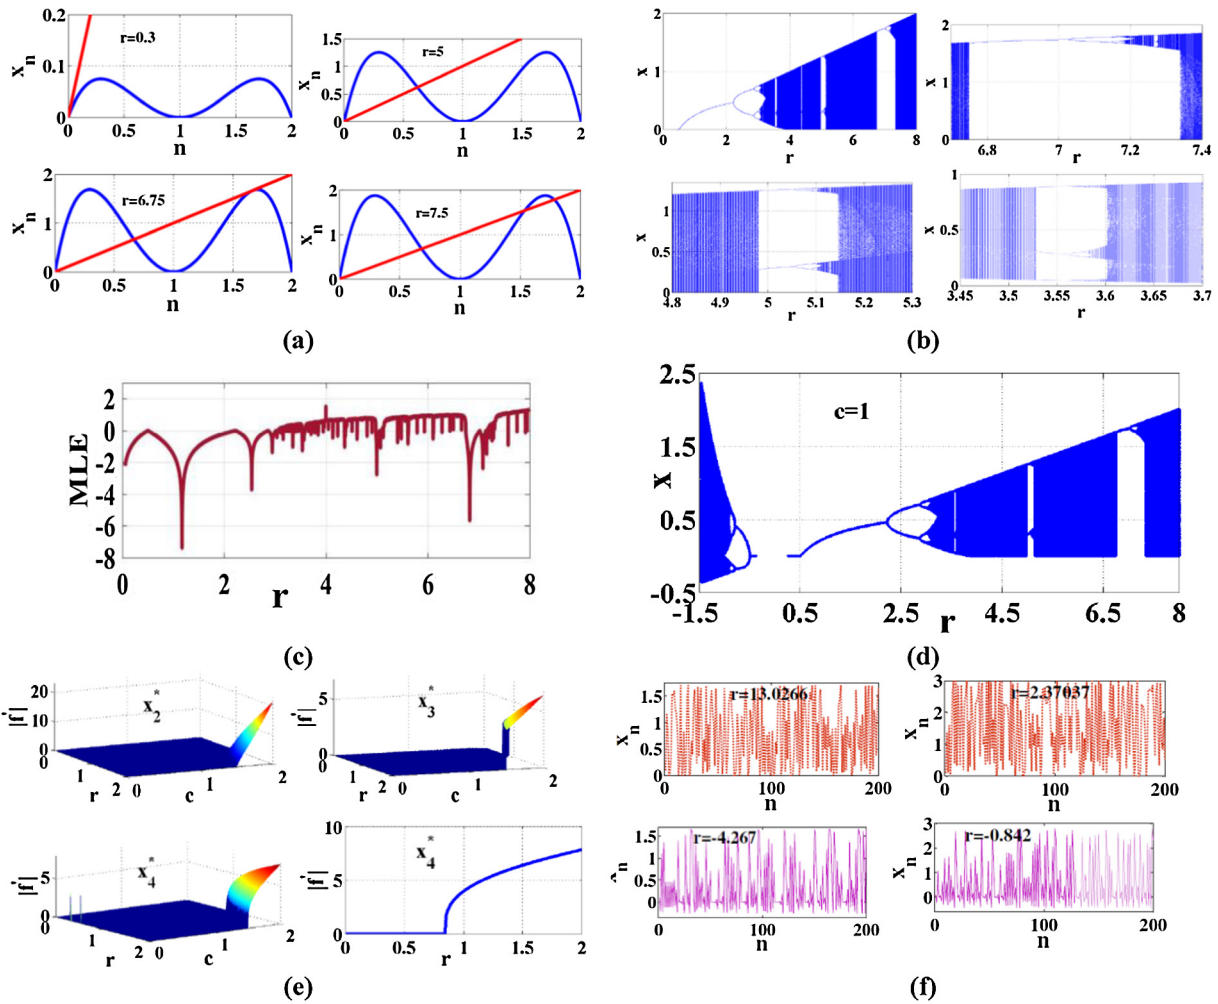 0.2
0.1
0
x_n
r=0.3
0 0.5 1 1.5 2
n
1.5
1
0.5
0
x_n
r=5
0 0.5 1 1.5 2
n
2
1
0
x_n
r=6.75
0 0.5 1 1.5 2
n
2
1
0
x_n
r=7.5
0 0.5 1 1.5 2
n
(a)
2
1
0
x
0 2 4 6 8
r
2
1.5
1
0.5
0
x
6.8 7 7.2 7.4
r
1
0.5
0
x
4.8 4.9 5 5.1 5.2 5.3
r
1
0.5
0
x
3.45 3.5 3.55 3.6 3.65 3.7
r
(b)
2
0
-2
-4
-6
-8
MLE
0 2 4 6 8
r
(c)
2.5
1.5
0.5
-0.5
x
c=1
-1.5 0.5 2.5 4.5 6.5 8
r
(d)
20
10
0
|f'|
x_2^*
0 1 2
r
0 1 2
c
5
0
|f'|
x_3^*
0 1 2
r
0 1 2
c
5
0
|f'|
x_4^*
0 1 2
r
0 1 2
c
10
5
0
|f'|
x_4^*
0 0.5 1 1.5 2
r
(e)
1.5
1
0.5
0
x_n
r=13.0266
0 100 200
n
3
2
1
0
x_n
r=2.37037
0 100 200
n
1.5
1
0.5
0
x_n
r=-4.267
0 100 200
n
3
2
1
0
x_n
r=-0.842
0 100 200
n
(f)